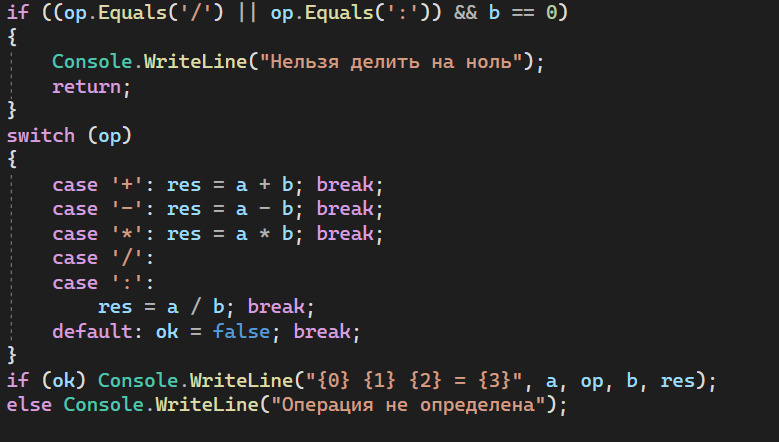 if ((op.Equals('/') || op.Equals(':')) && b == 0)
{
    Console.WriteLine("Нельзя делить на ноль");
    return;
}
switch (op)
{
    case '+': res = a + b; break;
    case '-': res = a - b; break;
    case '*': res = a * b; break;
    case '/':
    case ':':
        res = a / b; break;
    default: ok = false; break;
}
if (ok) Console.WriteLine("{0} {1} {2} = {3}", a, op, b, res);
else Console.WriteLine("Операция не определена");